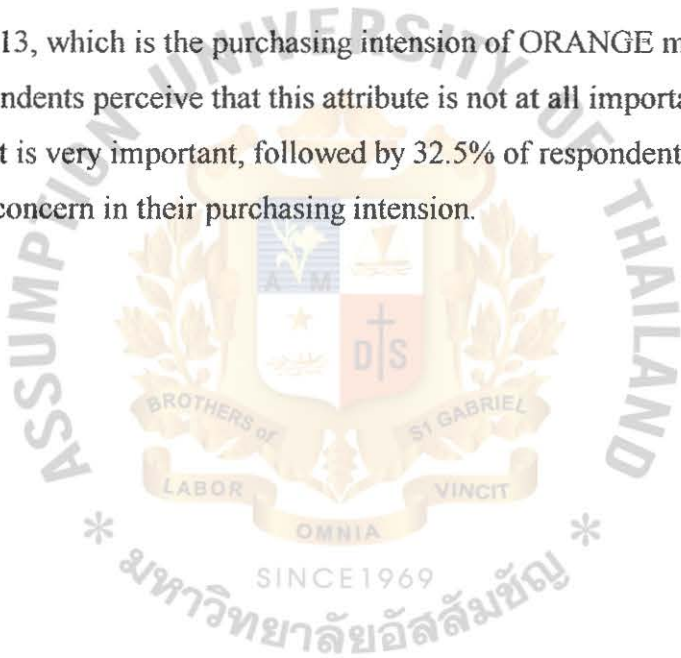 13, which is the purchasing intension of ORANGE m
ndents perceive that this attribute is not at all importa
t is very important, followed by 32.5% of respondent
concern in their purchasing intension.
ASSUMPTION UNIVERSITY OF THAILAND
A M
D S
BROTHERS of ST GABRIEL
LABOR OMNIA VINCIT
* SINCE 1969 *
มหาวิทยาลัยอัสสัมชัญ